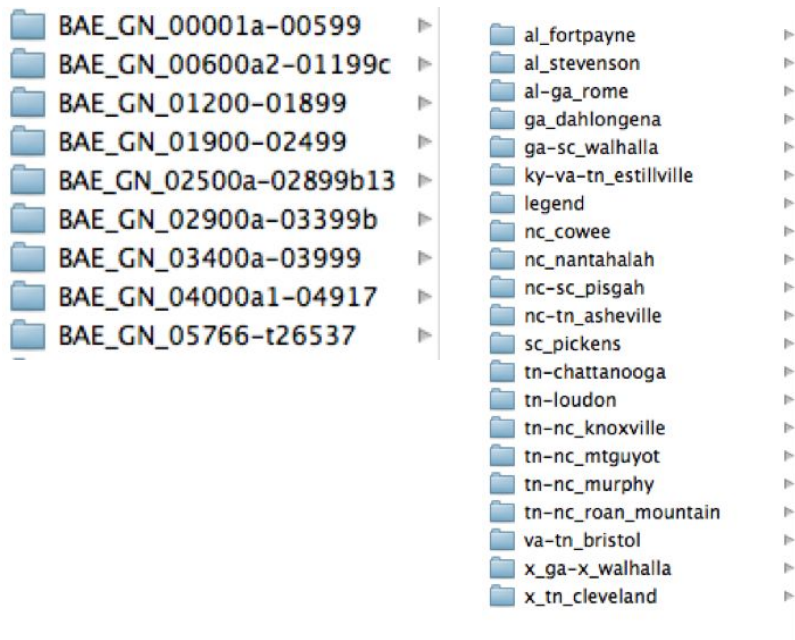 BAE_GN_00001a-00599
BAE_GN_00600a2-01199c
BAE_GN_01200-01899
BAE_GN_01900-02499
BAE_GN_02500a-02899b13
BAE_GN_02900a-03399b
BAE_GN_03400a-03999
BAE_GN_04000a1-04917
BAE_GN_05766-t26537
al_fortpayne
al_stevenson
al-ga_rome
ga_dahlongena
ga-sc_walhalla
ky-va-tn_estillville
legend
nc_cowee
nc_nantahalah
nc-sc_pisgah
nc-tn_asheville
sc_pickens
tn-chattanooga
tn-loudon
tn-nc_knoxville
tn-nc_mtguyot
tn-nc_murphy
tn-nc_roan_mountain
va-tn_bristol
x_ga-x_walhalla
x_tn_cleveland